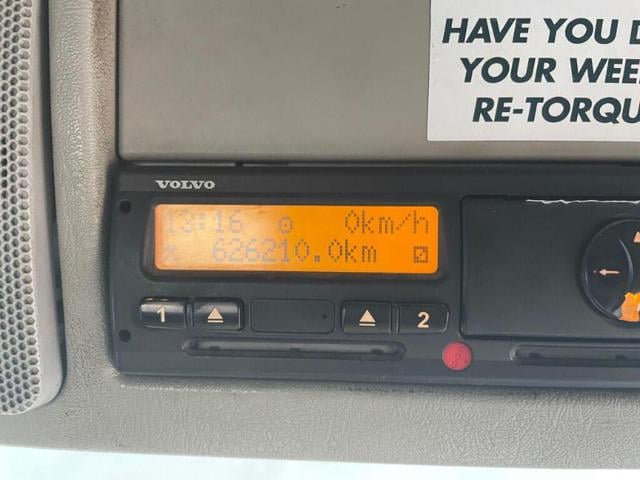 HAVE YOU D
YOUR WEE
RE-TORQU
VOLVO
13:16 0km/h
626210.0km
1 2